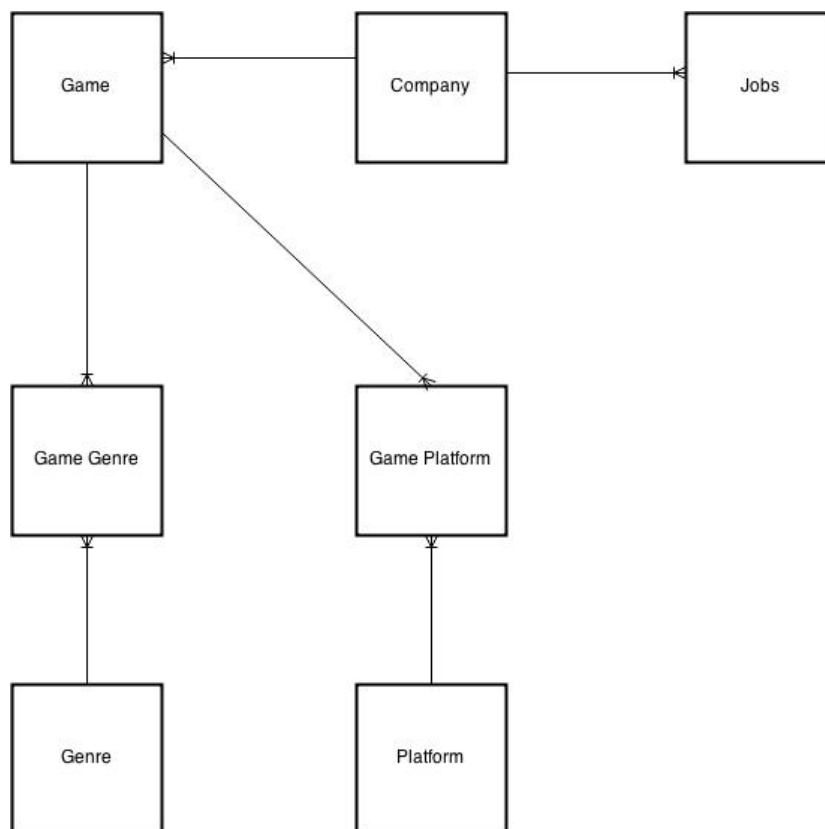 Game
Company
Jobs
Game Genre
Game Platform
Genre
Platform